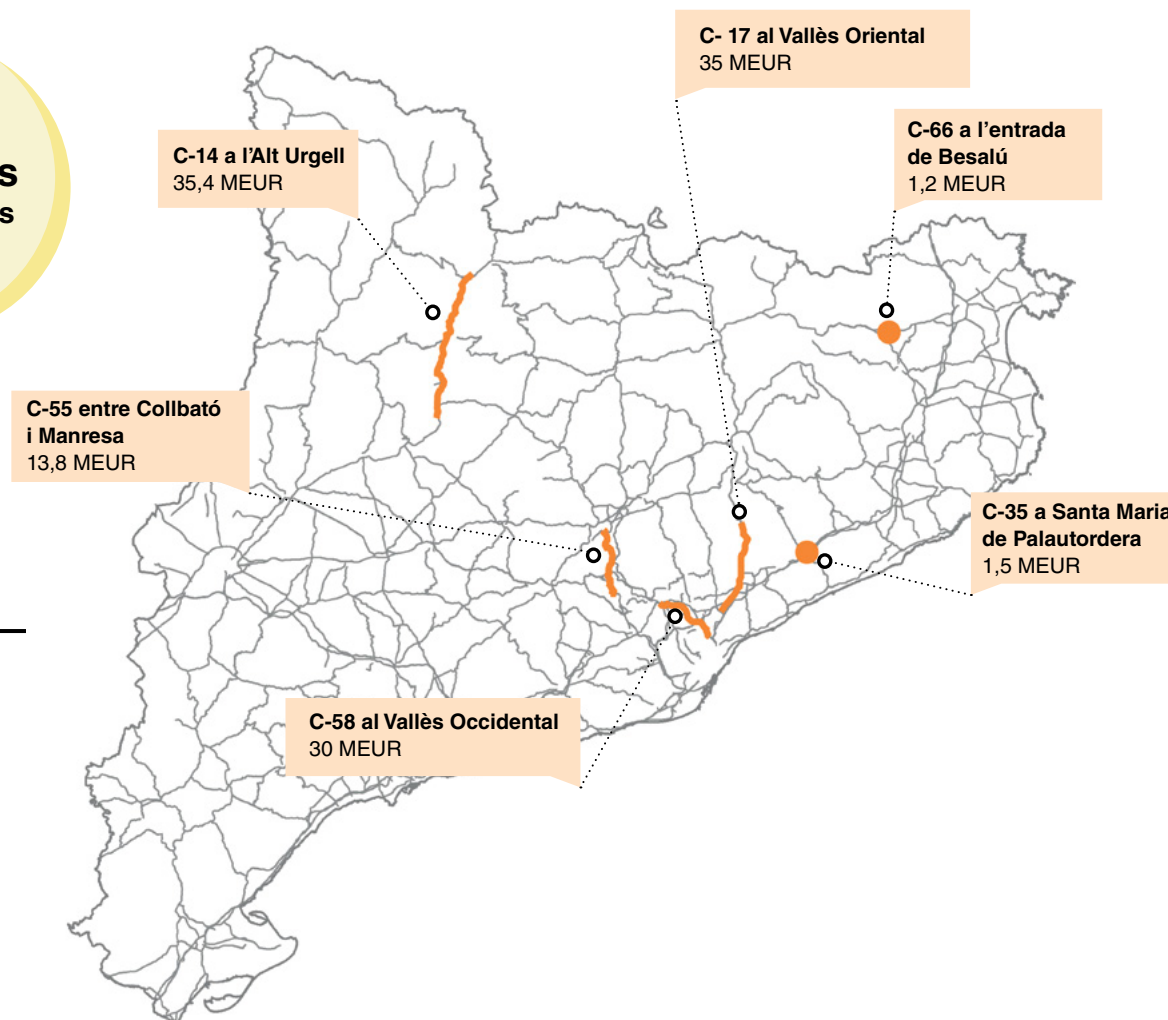 C- 17 al Vallès Oriental
35 MEUR
C-66 a l'entrada
de Besalú
1,2 MEUR
C-14 a l'Alt Urgell
35,4 MEUR
C-55 entre Collbató
i Manresa
13,8 MEUR
C-35 a Santa Maria
de Palautordera
1,5 MEUR
C-58 al Vallès Occidental
30 MEUR